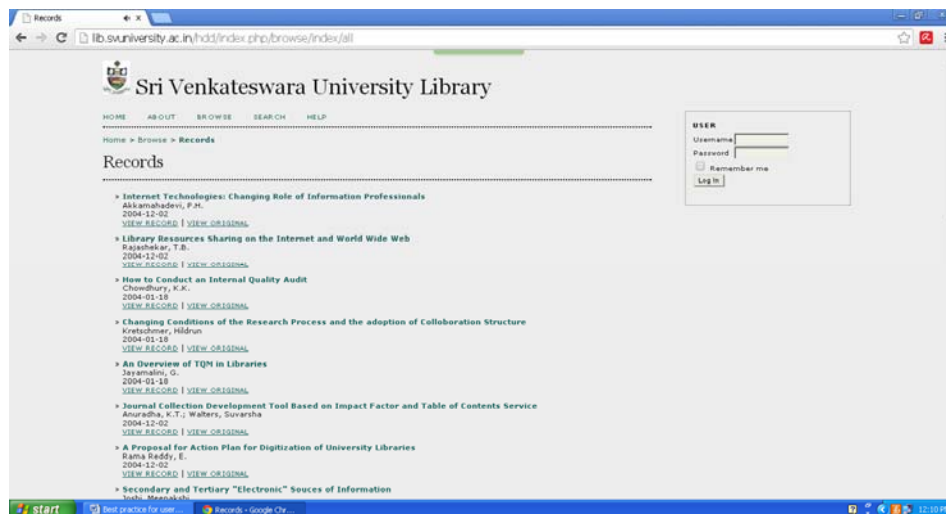 Records
lib.svuniversity.ac.in/hdd/index.php/browse/index/all
Sri Venkateswara University Library
HOME ABOUT BROWSE SEARCH HELP
Home > Browse > Records
Records
» Internet Technologies: Changing Role of Information Professionals
Akkamahadevi, P.H.
2004-12-02
VIEW RECORD | VIEW ORIGINAL
» Library Resources Sharing on the Internet and World Wide Web
Rajashekar, T.B.
2004-12-02
VIEW RECORD | VIEW ORIGINAL
» How to Conduct an Internal Quality Audit
Chowdhury, K.K.
2004-01-18
VIEW RECORD | VIEW ORIGINAL
» Changing Conditions of the Research Process and the adoption of Colloboration Structure
Kretschmer, Hildrun
2004-01-18
VIEW RECORD | VIEW ORIGINAL
» An Overview of TQM in Libraries
Jayamalini, G.
2004-01-18
VIEW RECORD | VIEW ORIGINAL
» Journal Collection Development Tool Based on Impact Factor and Table of Contents Service
Anuradha, K.T.; Walters, Suvarsha
2004-12-02
VIEW RECORD | VIEW ORIGINAL
» A Proposal for Action Plan for Digitization of University Libraries
Rama Reddy, E.
2004-12-02
VIEW RECORD | VIEW ORIGINAL
» Secondary and Tertiary "Electronic" Souces of Information
Joshi, Meenakshi
USER
Username
Password
Remember me
Log In
start
Best practice for user ...
Records - Google Chr...
12:10 P